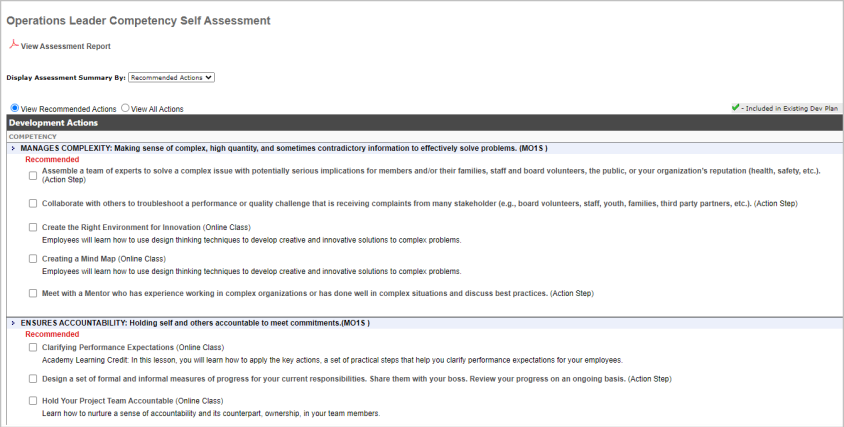 Operations Leader Competency Self Assessment
View Assessment Report
Display Assessment Summary By: Recommended Actions
View Recommended Actions View All Actions
- Included in Existing Dev Plan
Development Actions
COMPETENCY
MANAGES COMPLEXITY: Making sense of complex, high quantity, and sometimes contradictory information to effectively solve problems. (MO1S )
Recommended
Assemble a team of experts to solve a complex issue with potentially serious implications for members and/or their families, staff and board volunteers, the public, or your organization's reputation (health, safety, etc.).
(Action Step)
Collaborate with others to troubleshoot a performance or quality challenge that is receiving complaints from many stakeholder (e.g., board volunteers, staff, youth, families, third party partners, etc.). (Action Step)
Create the Right Environment for Innovation (Online Class)
Employees will learn how to use design thinking techniques to develop creative and innovative solutions to complex problems.
Creating a Mind Map (Online Class)
Employees will learn how to use design thinking techniques to develop creative and innovative solutions to complex problems.
Meet with a Mentor who has experience working in complex organizations or has done well in complex situations and discuss best practices. (Action Step)
ENSURES ACCOUNTABILITY: Holding self and others accountable to meet commitments.(MO1S )
Recommended
Clarifying Performance Expectations (Online Class)
Academy Learning Credit: In this lesson, you will learn how to apply the key actions, a set of practical steps that help you clarify performance expectations for your employees.
Design a set of formal and informal measures of progress for your current responsibilities. Share them with your boss. Review your progress on an ongoing basis. (Action Step)
Hold Your Project Team Accountable (Online Class)
Learn how to nurture a sense of accountability and its counterpart, ownership, in your team members.